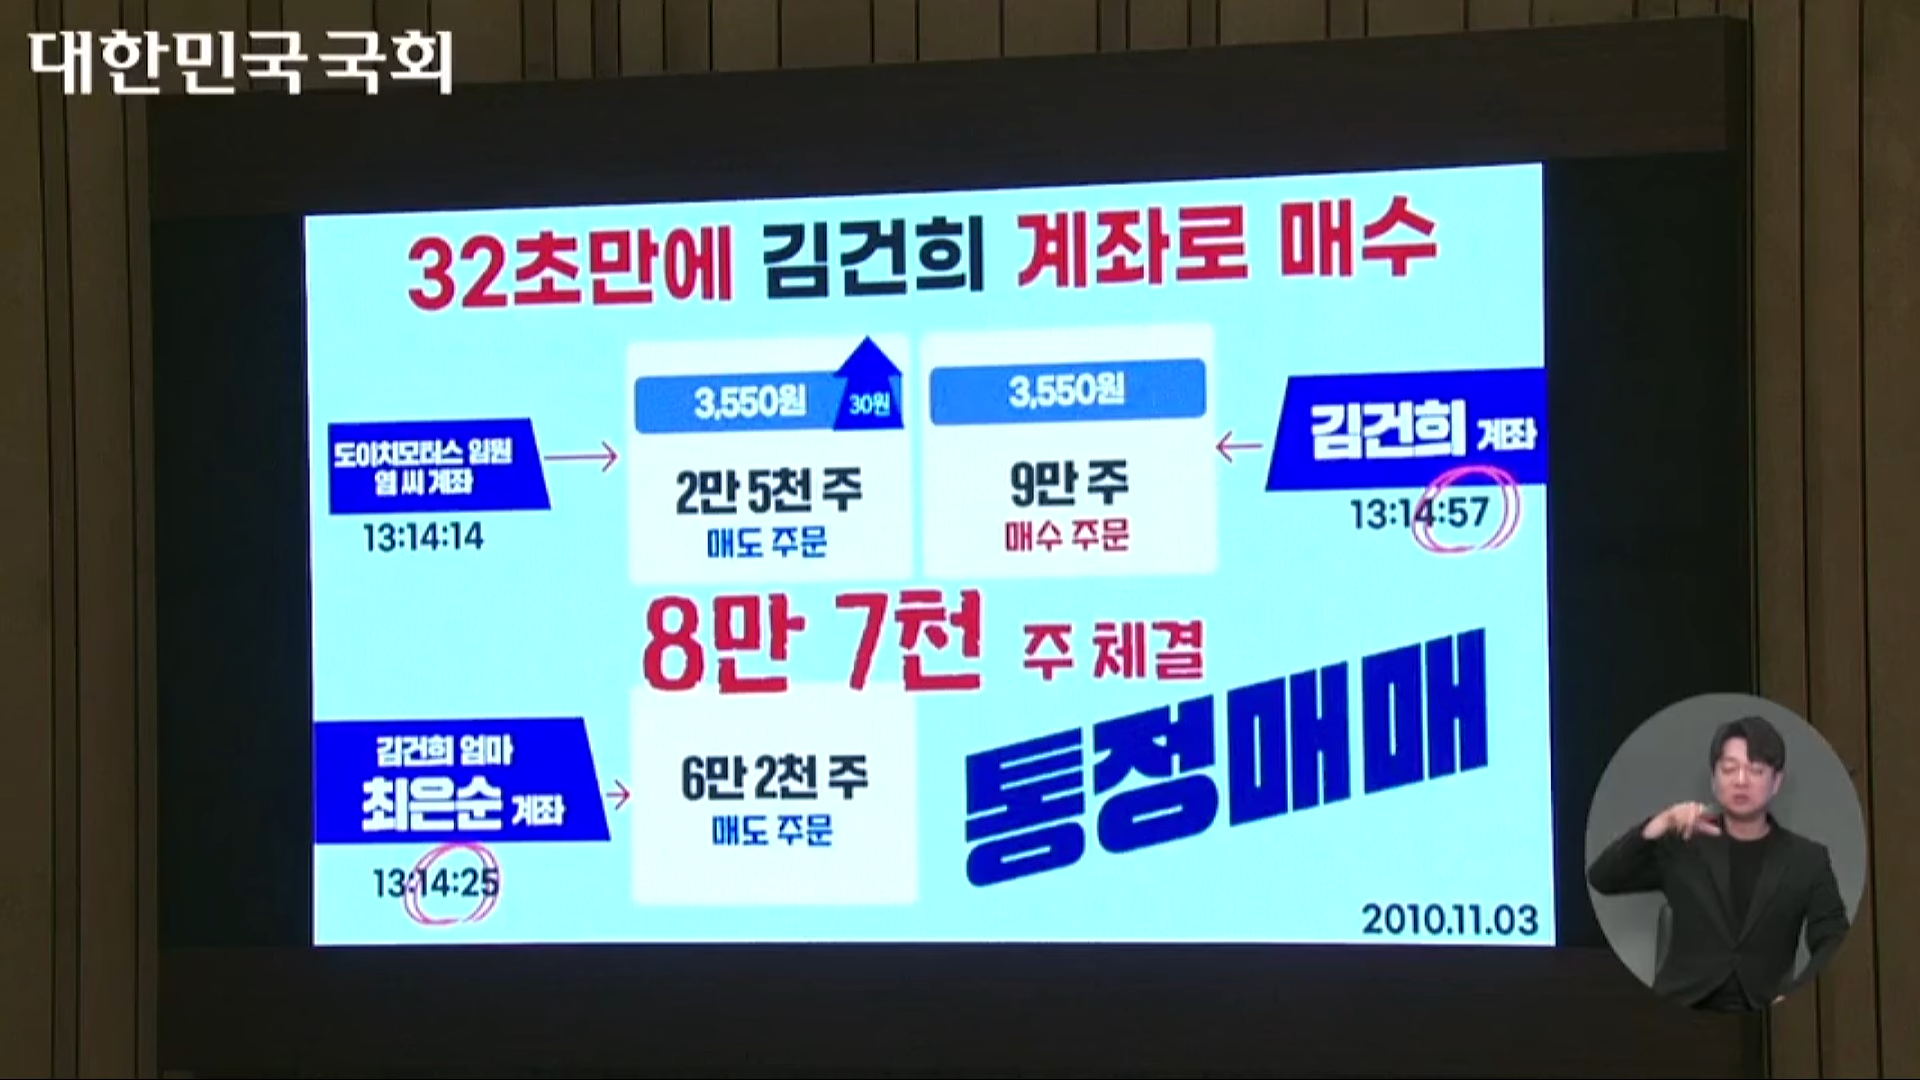 대한민국 국회
32초만에 김건희 계좌로 매수
3,550원
30원
3,550원
도이치모터스 임원
염 씨 계좌
13:14:14
2만 5천 주
매도 주문
9만 주
매수 주문
김건희 계좌
13:14:57
8만 7천 주 체결
김건희 엄마
최은순 계좌
13:14:25
6만 2천 주
매도 주문
통정매매
2010.11.03